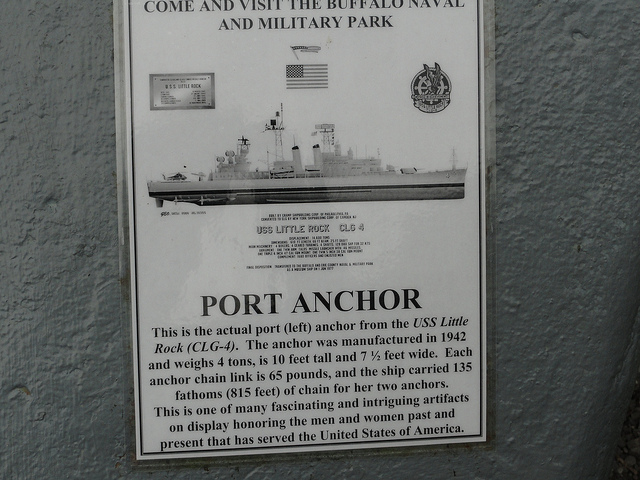 COME AND VISIT THE BUFFALO NAVAL
AND MILITARY PARK
U.S.S. LITTLE ROCK
USS LITTLE ROCK CLG 4
PORT ANCHOR
This is the actual port (left) anchor from the USS Little
Rock (CLG-4). The anchor was manufactured in 1942
and weighs 4 tons, is 10 feet tall and 7 ½ feet wide. Each
anchor chain link is 65 pounds, and the ship carried 135
fathoms (815 feet) of chain for her two anchors.
This is one of many fascinating and intriguing artifacts
on display honoring the men and women past and
present that has served the United States of America.